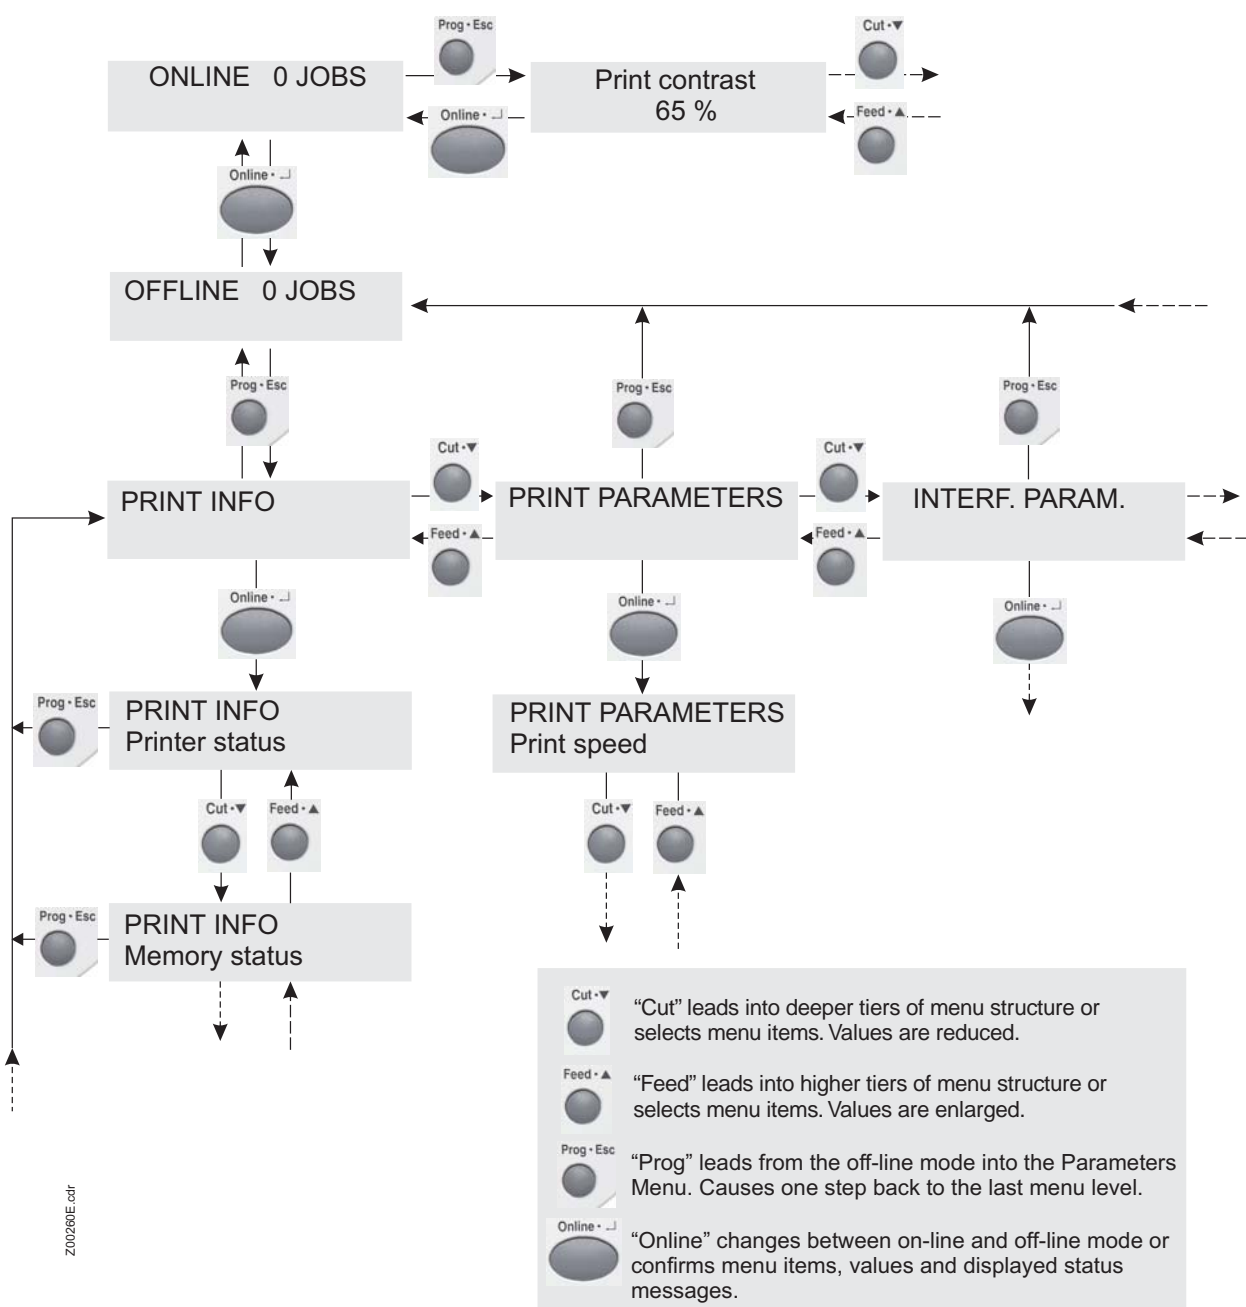 Prog · Esc
Cut · ▼
ONLINE 0 JOBS
Print contrast
65 %
Online · ↵
Feed · ▲
Online · ↵
OFFLINE 0 JOBS
Prog · Esc
Prog · Esc
Prog · Esc
Cut · ▼
Cut · ▼
PRINT INFO
PRINT PARAMETERS
INTERF. PARAM.
Feed · ▲
Feed · ▲
Online · ↵
Online · ↵
Online · ↵
Prog · Esc
PRINT INFO
Printer status
PRINT PARAMETERS
Print speed
Cut · ▼
Feed · ▲
Cut · ▼
Feed · ▲
Prog · Esc
PRINT INFO
Memory status
Cut · ▼
“Cut” leads into deeper tiers of menu structure or
selects menu items. Values are reduced.
Feed · ▲
“Feed” leads into higher tiers of menu structure or
selects menu items. Values are enlarged.
Prog · Esc
“Prog” leads from the off-line mode into the Parameters
Menu. Causes one step back to the last menu level.
Online · ↵
“Online” changes between on-line and off-line mode or
confirms menu items, values and displayed status
messages.
Z00260E.cdr